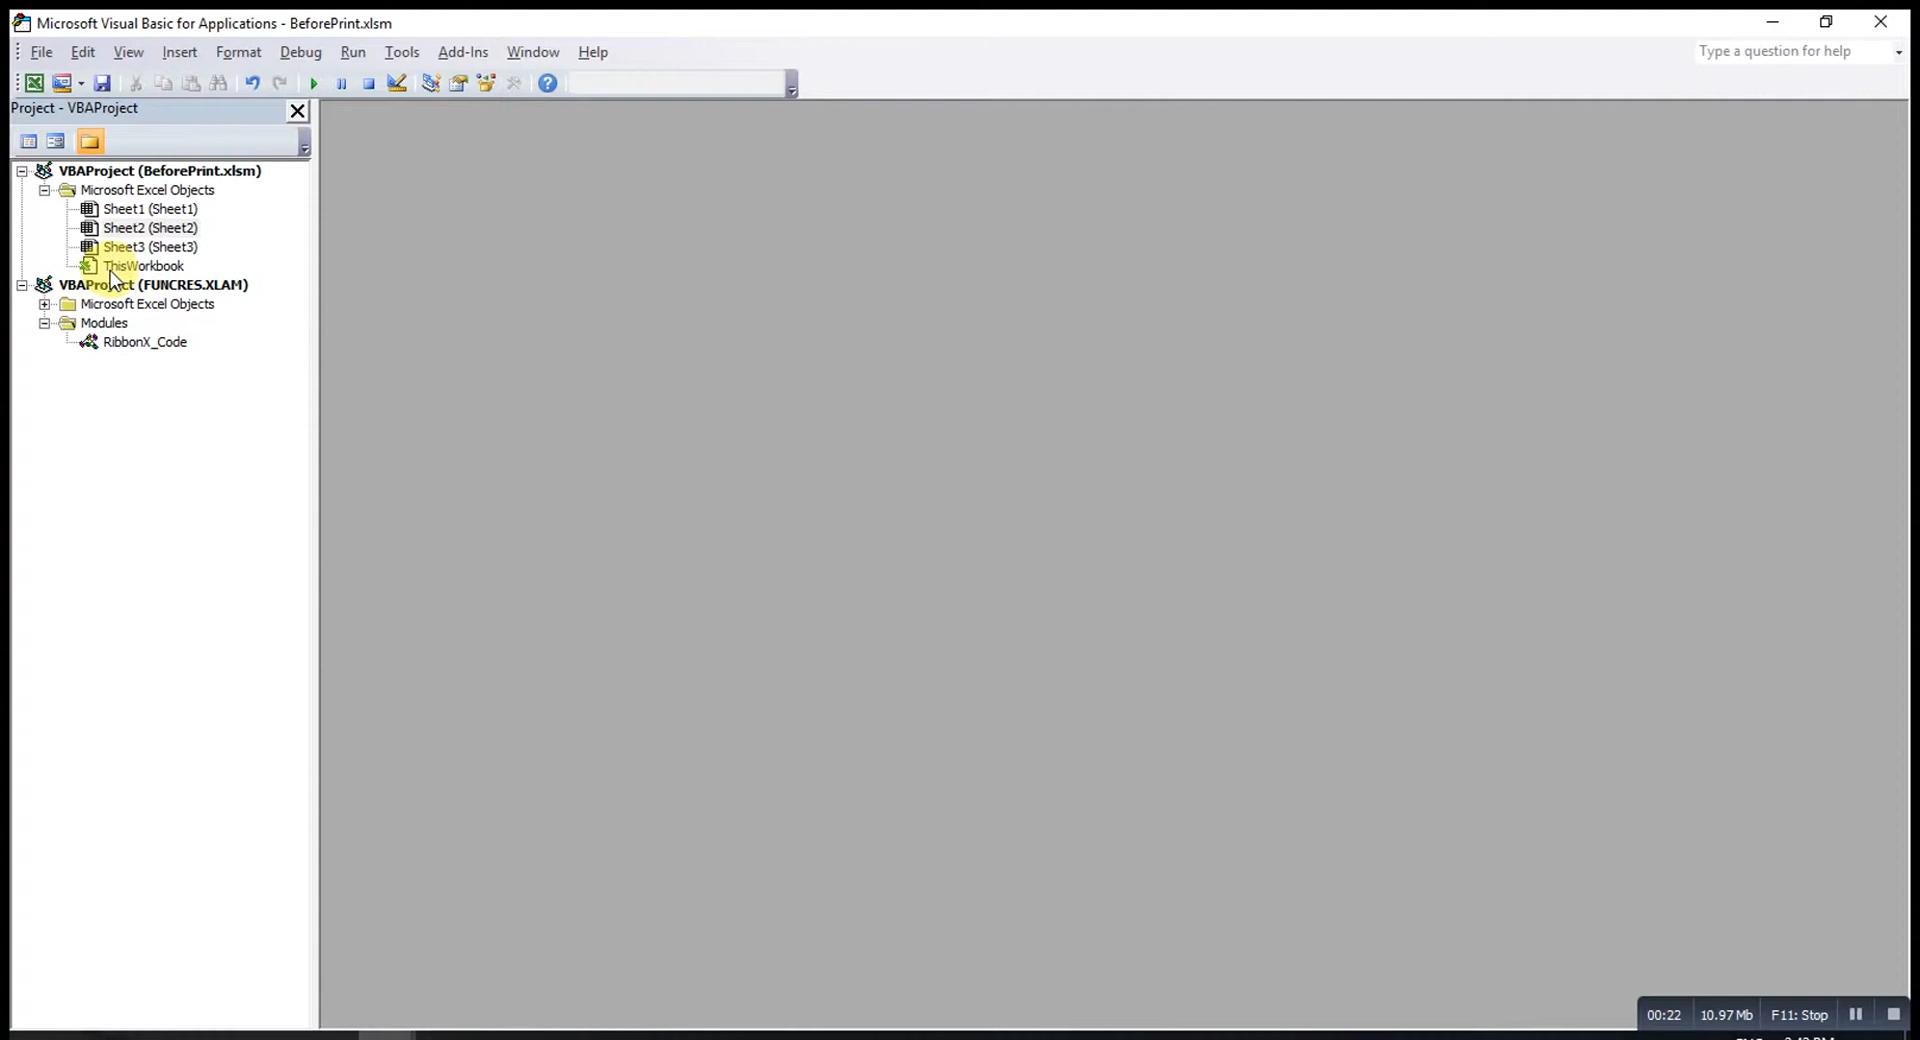 Microsoft Visual Basic for Applications - BeforePrint.xlsm
File Edit View Insert Format Debug Run Tools Add-Ins Window Help
Type a question for help
Project - VBAProject
VBAProject (BeforePrint.xlsm)
Microsoft Excel Objects
Sheet1 (Sheet1)
Sheet2 (Sheet2)
Sheet3 (Sheet3)
ThisWorkbook
VBAProject (FUNCRES.XLAM)
Microsoft Excel Objects
Modules
RibbonX_Code
00:22 10.97 Mb F11: Stop